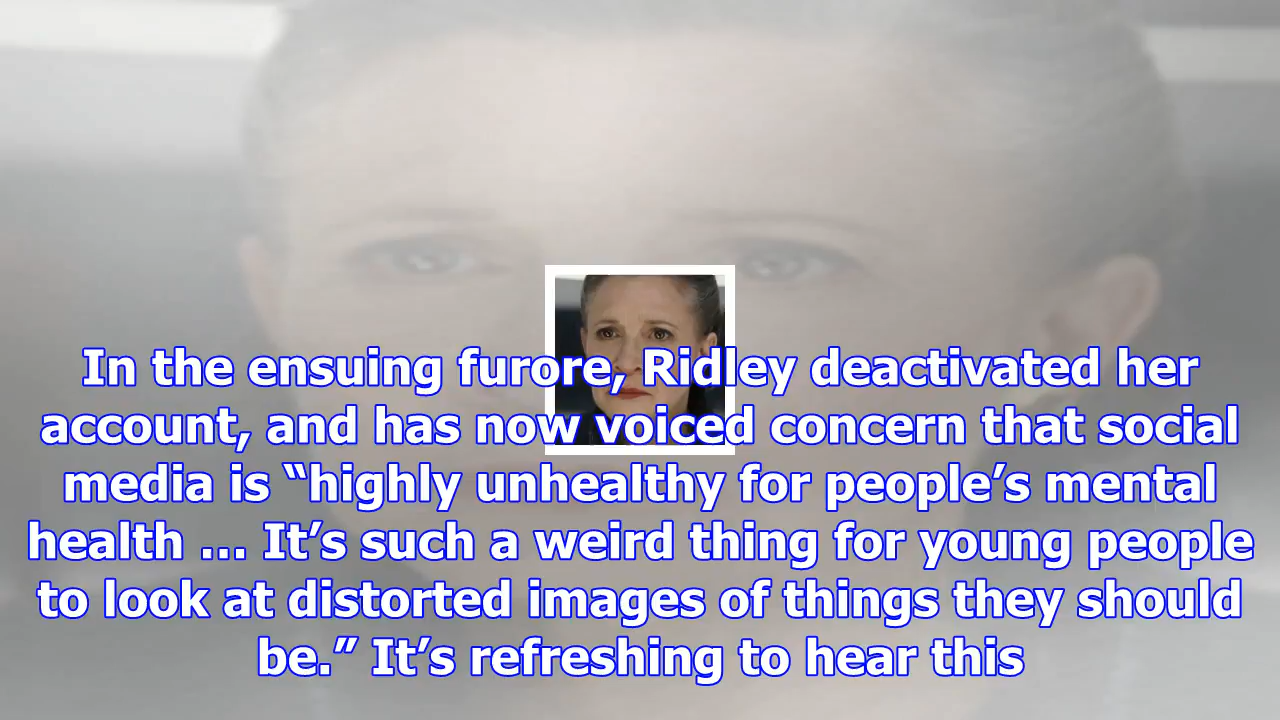 In the ensuing furore, Ridley deactivated her
account, and has now voiced concern that social
media is “highly unhealthy for people’s mental
health ... It’s such a weird thing for young people
to look at distorted images of things they should
be.” It’s refreshing to hear this